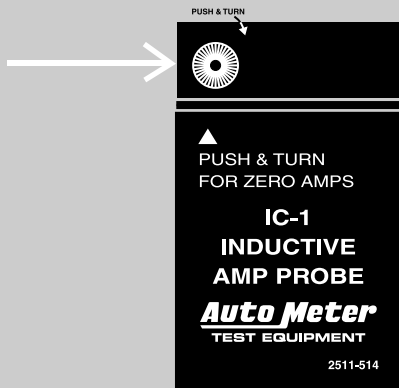 PUSH & TURN
PUSH & TURN
FOR ZERO AMPS
IC-1
INDUCTIVE
AMP PROBE
Auto Meter
TEST EQUIPMENT
2511-514